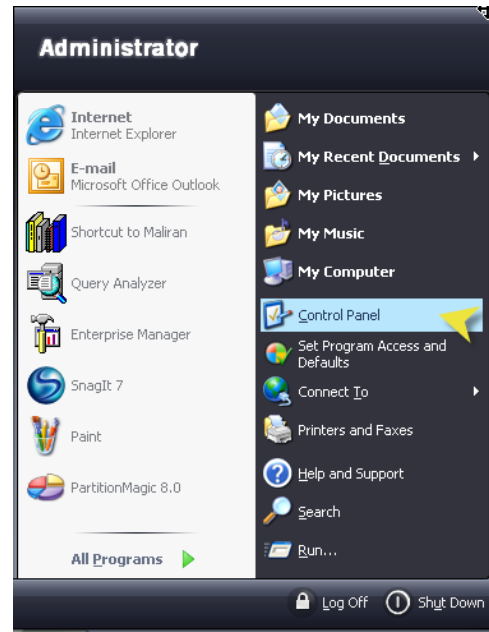 Administrator
Internet
Internet Explorer
E-mail
Microsoft Office Outlook
Shortcut to Maliran
Query Analyzer
Enterprise Manager
SnagIt 7
Paint
PartitionMagic 8.0
All Programs
My Documents
My Recent Documents
My Pictures
My Music
My Computer
Control Panel
Set Program Access and
Defaults
Connect To
Printers and Faxes
Help and Support
Search
Run...
Log Off
Shut Down